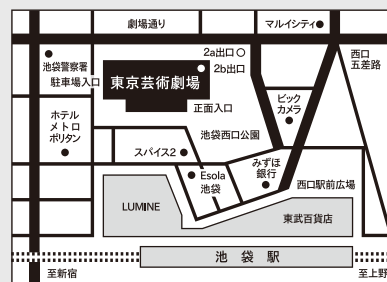 劇場通り
マルイシティ
2a出口
西口
五差路
池袋警察署
2b出口
駐車場入口
東京芸術劇場
正面入口
ビック
カメラ
ホテル
メトロ
ポリタン
池袋西口公園
スパイス2
みずほ
銀行
Esola
池袋
西口駅前広場
LUMINE
東武百貨店
池袋駅
至新宿
至上野